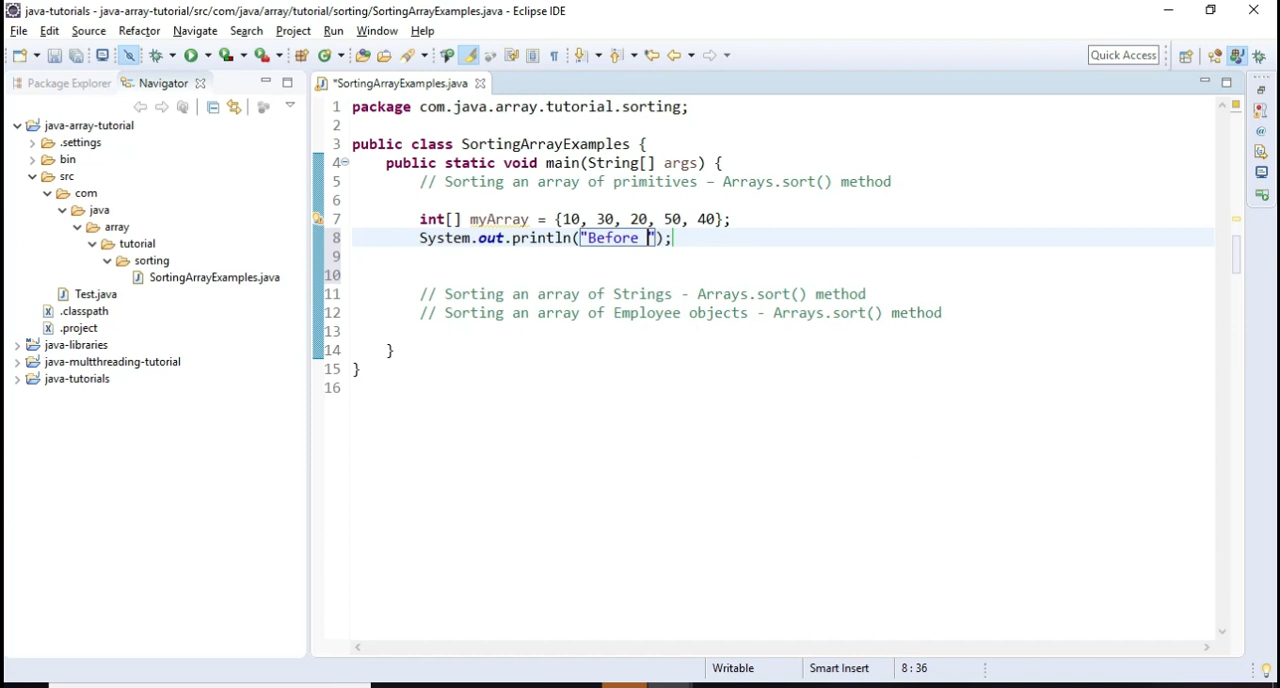 java-tutorials - java-array-tutorial/src/com/java/array/tutorial/sorting/SortingArrayExamples.java - Eclipse IDE
File Edit Source Refactor Navigate Search Project Run Window Help
Quick Access
Package Explorer Navigator
*SortingArrayExamples.java
java-array-tutorial
.settings
bin
src
com
java
array
tutorial
sorting
SortingArrayExamples.java
Test.java
.classpath
.project
java-libraries
java-multthreading-tutorial
java-tutorials
1 package com.java.array.tutorial.sorting;
2
3 public class SortingArrayExamples {
4 public static void main(String[] args) {
5 // Sorting an array of primitives – Arrays.sort() method
6
7 int[] myArray = {10, 30, 20, 50, 40};
8 System.out.println("Before ");
9
10
11 // Sorting an array of Strings - Arrays.sort() method
12 // Sorting an array of Employee objects - Arrays.sort() method
13
14 }
15 }
16
Writable Smart Insert 8 : 36